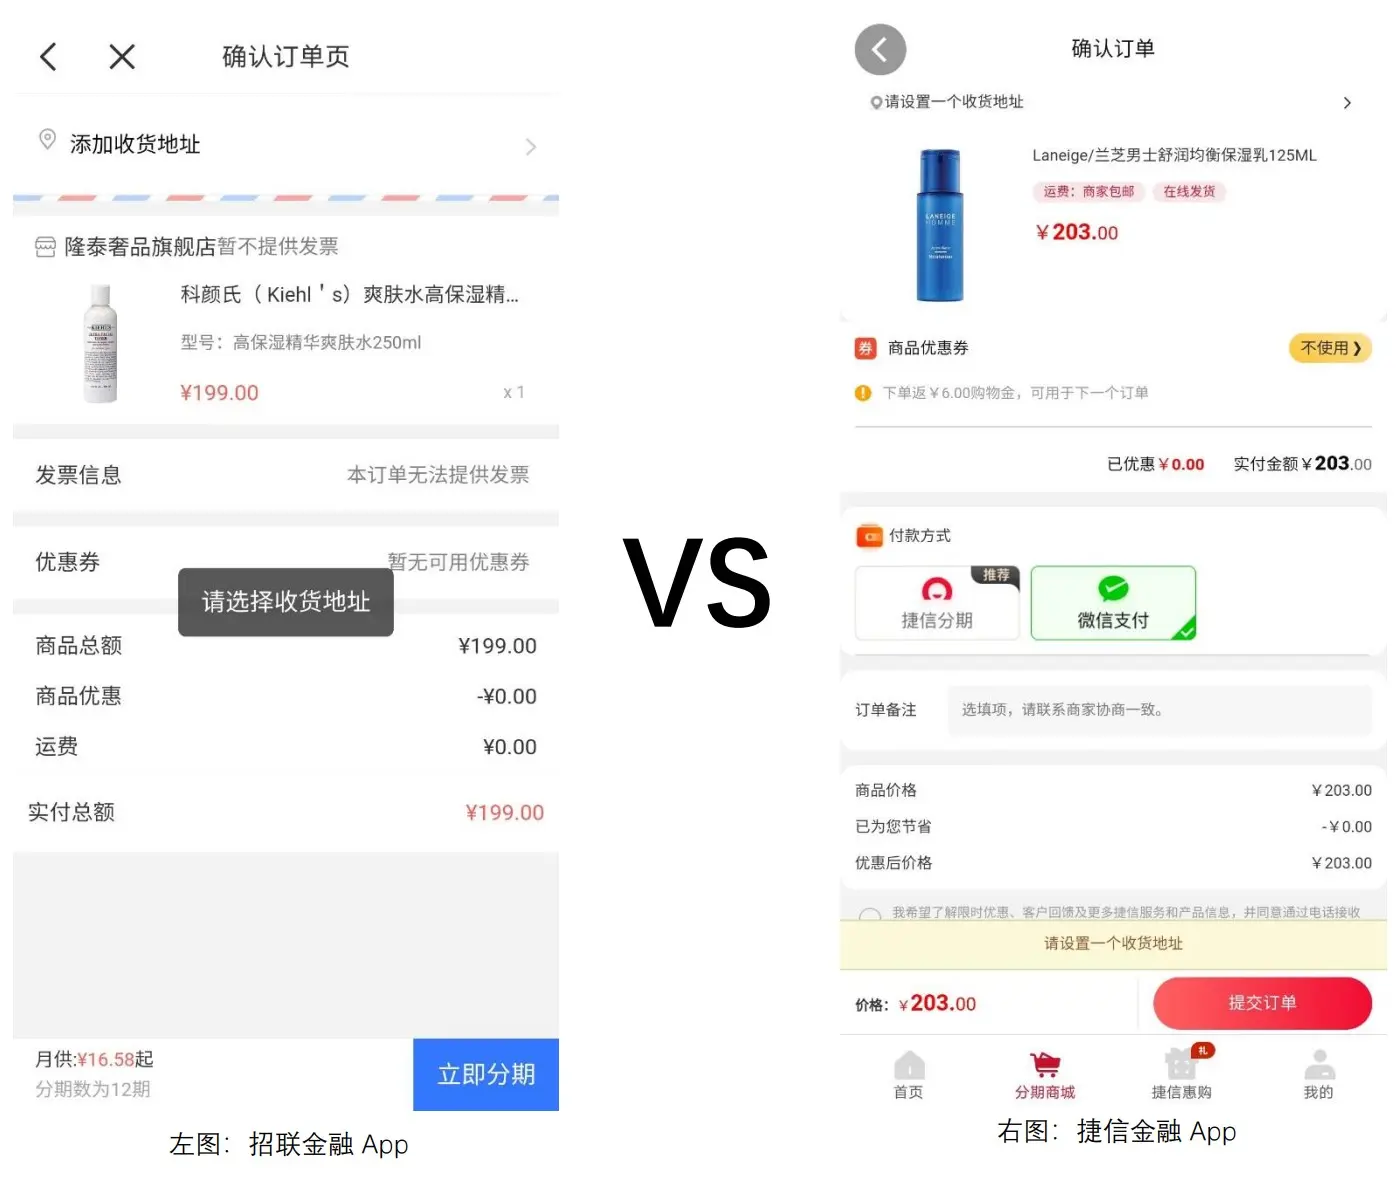 确认订单页
添加收货地址
隆泰奢品旗舰店暂不提供发票
科颜氏（Kiehl＇s）爽肤水高保湿精...
型号：高保湿精华爽肤水250ml
¥199.00
x 1
发票信息
本订单无法提供发票
优惠券
暂无可用优惠券
请选择收货地址
商品总额
¥199.00
商品优惠
-¥0.00
运费
¥0.00
实付总额
¥199.00
月供:¥16.58起
分期数为12期
立即分期
左图：招联金融 App
VS
确认订单
请设置一个收货地址
LANEIGE
HOMME
Laneige/兰芝男士舒润均衡保湿乳125ML
运费：商家包邮
在线发货
￥203.00
券 商品优惠券
不使用
下单返￥6.00购物金，可用于下一个订单
已优惠￥0.00 实付金额￥203.00
付款方式
推荐
捷信分期
微信支付
订单备注
选填项，请联系商家协商一致。
商品价格
￥203.00
已为您节省
-￥0.00
优惠后价格
￥203.00
我希望了解限时优惠、客户回馈及更多捷信服务和产品信息，并同意通过电话接收
请设置一个收货地址
价格：￥203.00
提交订单
首页
分期商城
礼
捷信惠购
我的
右图：捷信金融 App